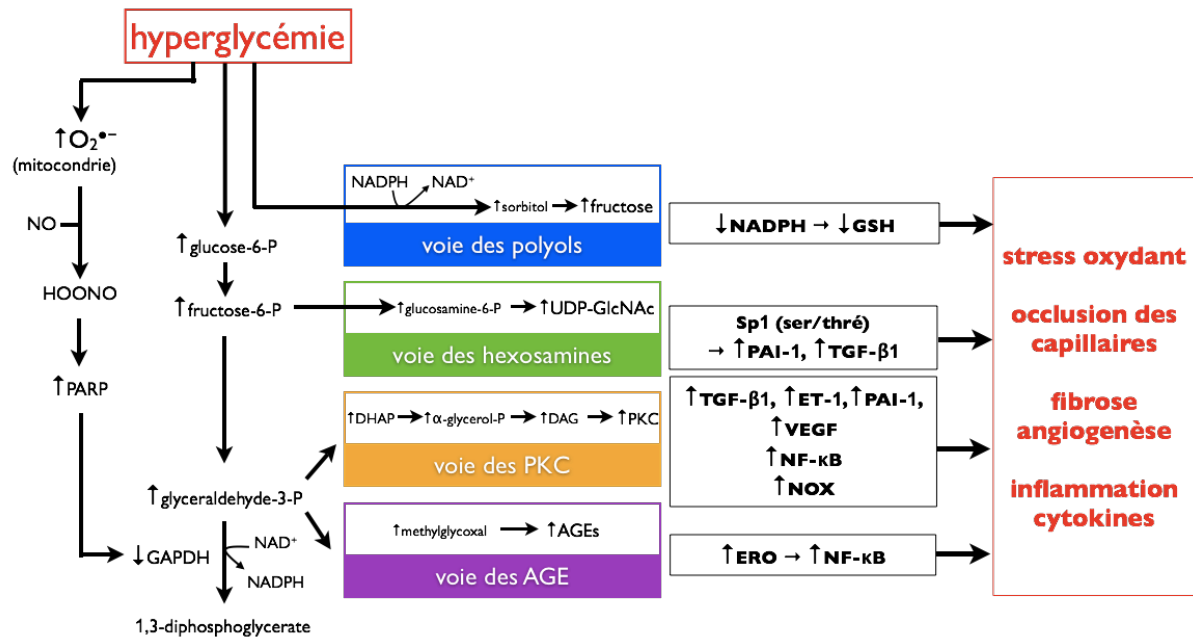 hyperglycémie
↑O₂•−
(mitocondrie)
NO
HOONO
↑PARP
↓GAPDH
↑glucose-6-P
↑fructose-6-P
↑glyceraldehyde-3-P
NAD⁺
NADPH
1,3-diphosphoglycerate
NADPH NAD⁺
↑sorbitol → ↑fructose
voie des polyols
↑glucosamine-6-P → ↑UDP-GlcNAc
voie des hexosamines
↑DHAP → ↑α-glycerol-P → ↑DAG → ↑PKC
voie des PKC
↑methylglycoxal → ↑AGEs
voie des AGE
↓NADPH → ↓GSH
Sp1 (ser/thré)
→ ↑PAI-1, ↑TGF-β1
↑TGF-β1, ↑ET-1,↑PAI-1,
↑VEGF
↑NF-κB
↑NOX
↑ERO → ↑NF-κB
stress oxydant
occlusion des
capillaires
fibrose
angiogenèse
inflammation
cytokines